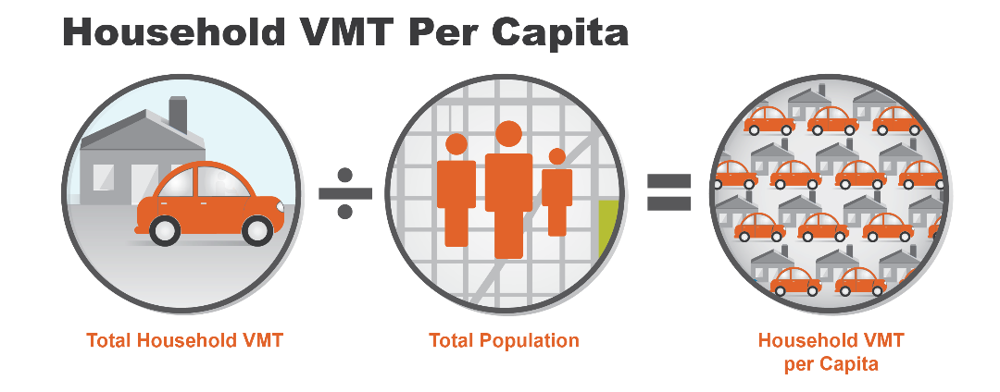 Household VMT Per Capita
Total Household VMT
Total Population
Household VMT
per Capita